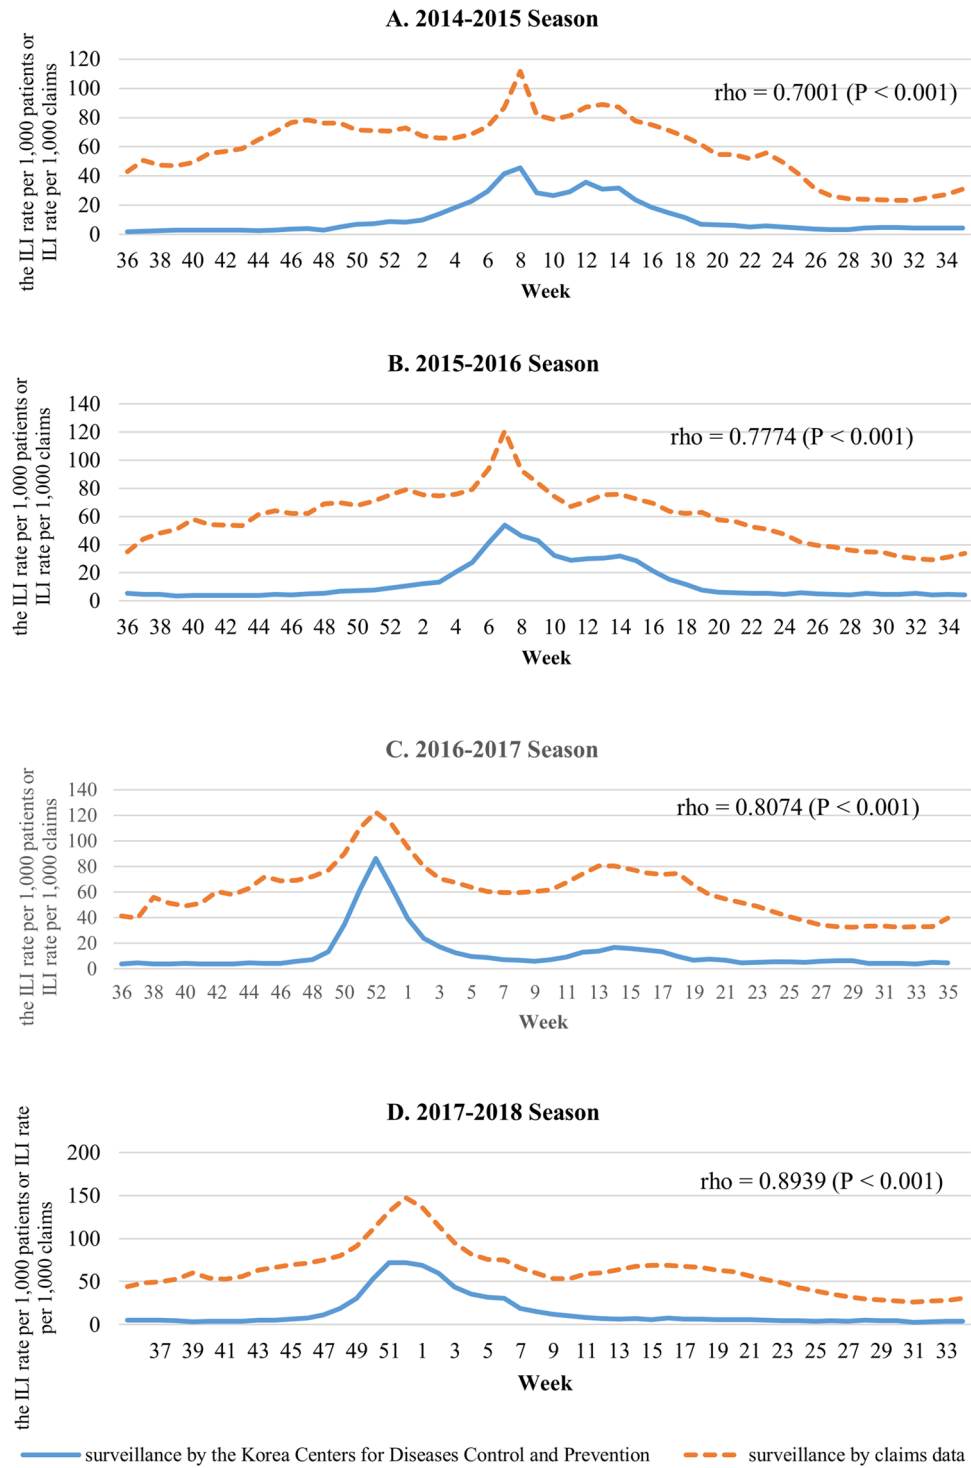 A. 2014-2015 Season
the ILI rate per 1,000 patients or
ILI rate per 1,000 claims
120
100
80
60
40
20
0
rho = 0.7001 (P < 0.001)
36 38 40 42 44 46 48 50 52 2 4 6 8 10 12 14 16 18 20 22 24 26 28 30 32 34
Week
B. 2015-2016 Season
the ILI rate per 1,000 patients or
ILI rate per 1,000 claims
140
120
100
80
60
40
20
0
rho = 0.7774 (P < 0.001)
36 38 40 42 44 46 48 50 52 2 4 6 8 10 12 14 16 18 20 22 24 26 28 30 32 34
Week
C. 2016-2017 Season
the ILI rate per 1,000 patients or
ILI rate per 1,000 claims
140
120
100
80
60
40
20
0
rho = 0.8074 (P < 0.001)
36 38 40 42 44 46 48 50 52 1 3 5 7 9 11 13 15 17 19 21 23 25 27 29 31 33 35
Week
D. 2017-2018 Season
the ILI rate per 1,000 patients or ILI rate
per 1,000 claims
200
150
100
50
0
rho = 0.8939 (P < 0.001)
37 39 41 43 45 47 49 51 1 3 5 7 9 11 13 15 17 19 21 23 25 27 29 31 33
Week
surveillance by the Korea Centers for Diseases Control and Prevention
surveillance by claims data